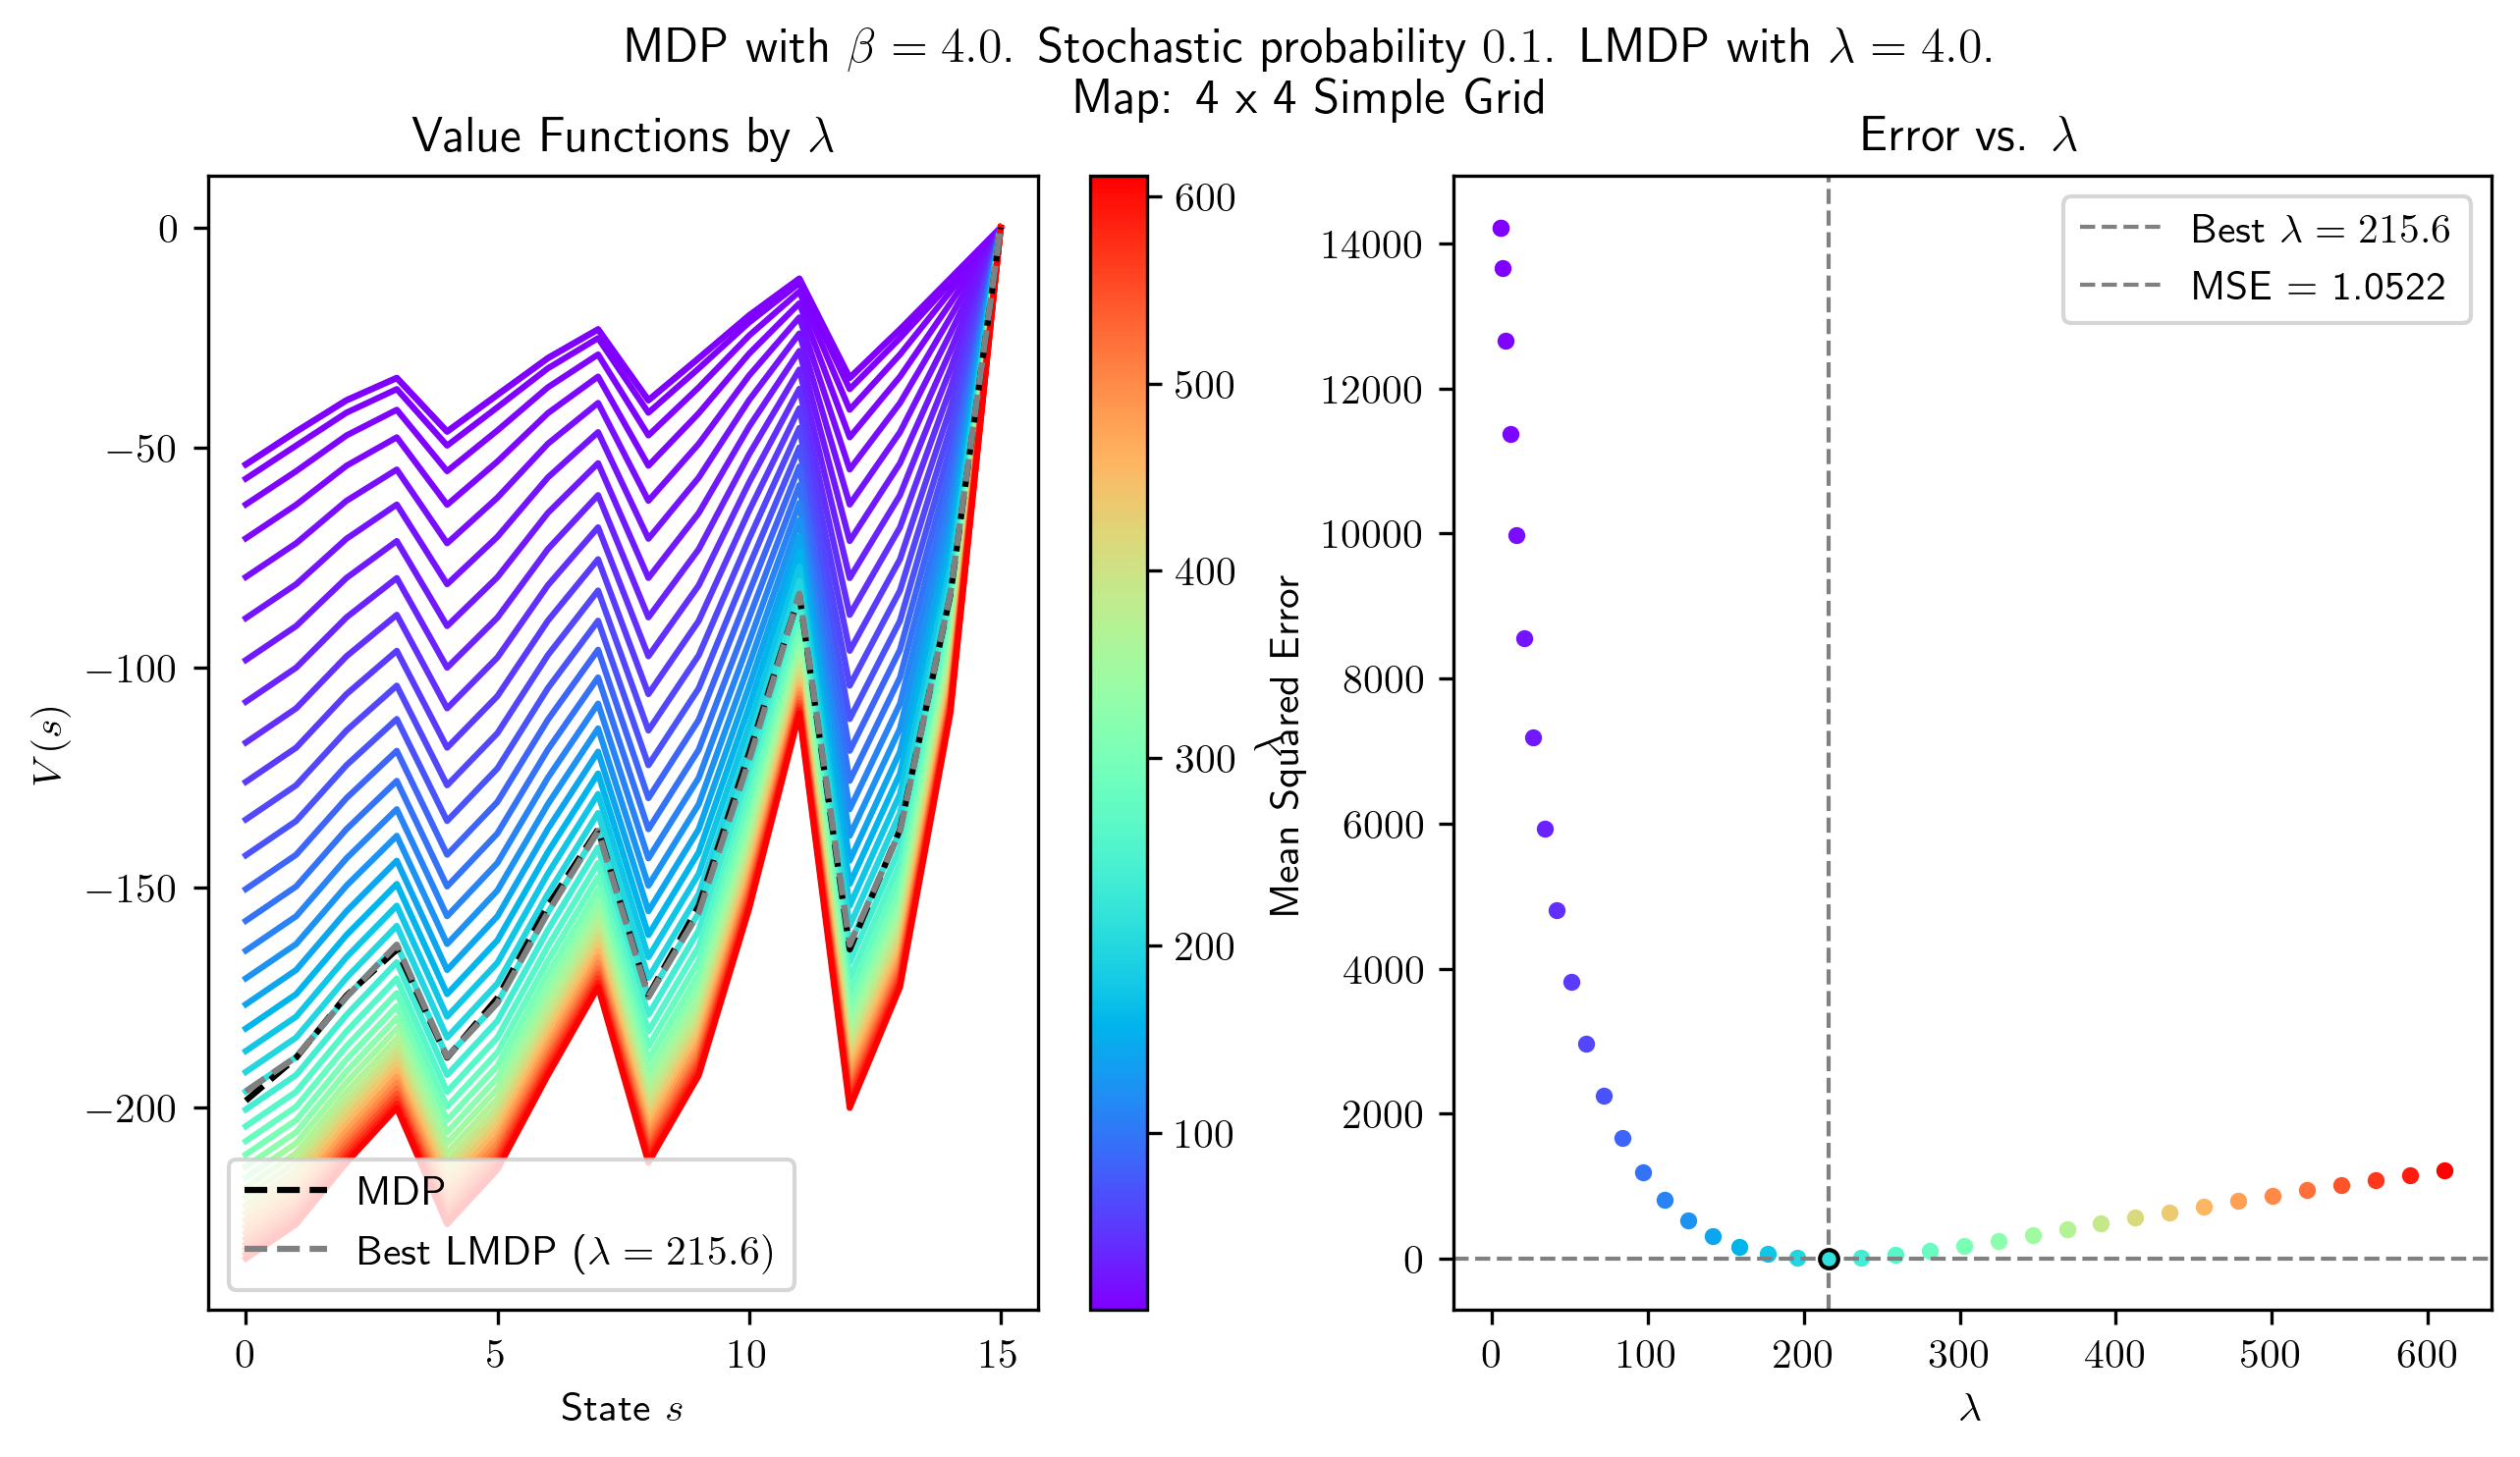 MDP with β = 4.0. Stochastic probability 0.1. LMDP with λ = 4.0.
Map: 4 x 4 Simple Grid
Value Functions by λ
0
−50
−100
−150
−200
V(s)
MDP
Best LMDP (λ = 215.6)
0 5 10 15
State s
600
500
400
300
200
100
λ
Error vs. λ
14000
12000
10000
8000
6000
4000
2000
0
Mean Squared Error
Best λ = 215.6
MSE = 1.0522
0 100 200 300 400 500 600
λ